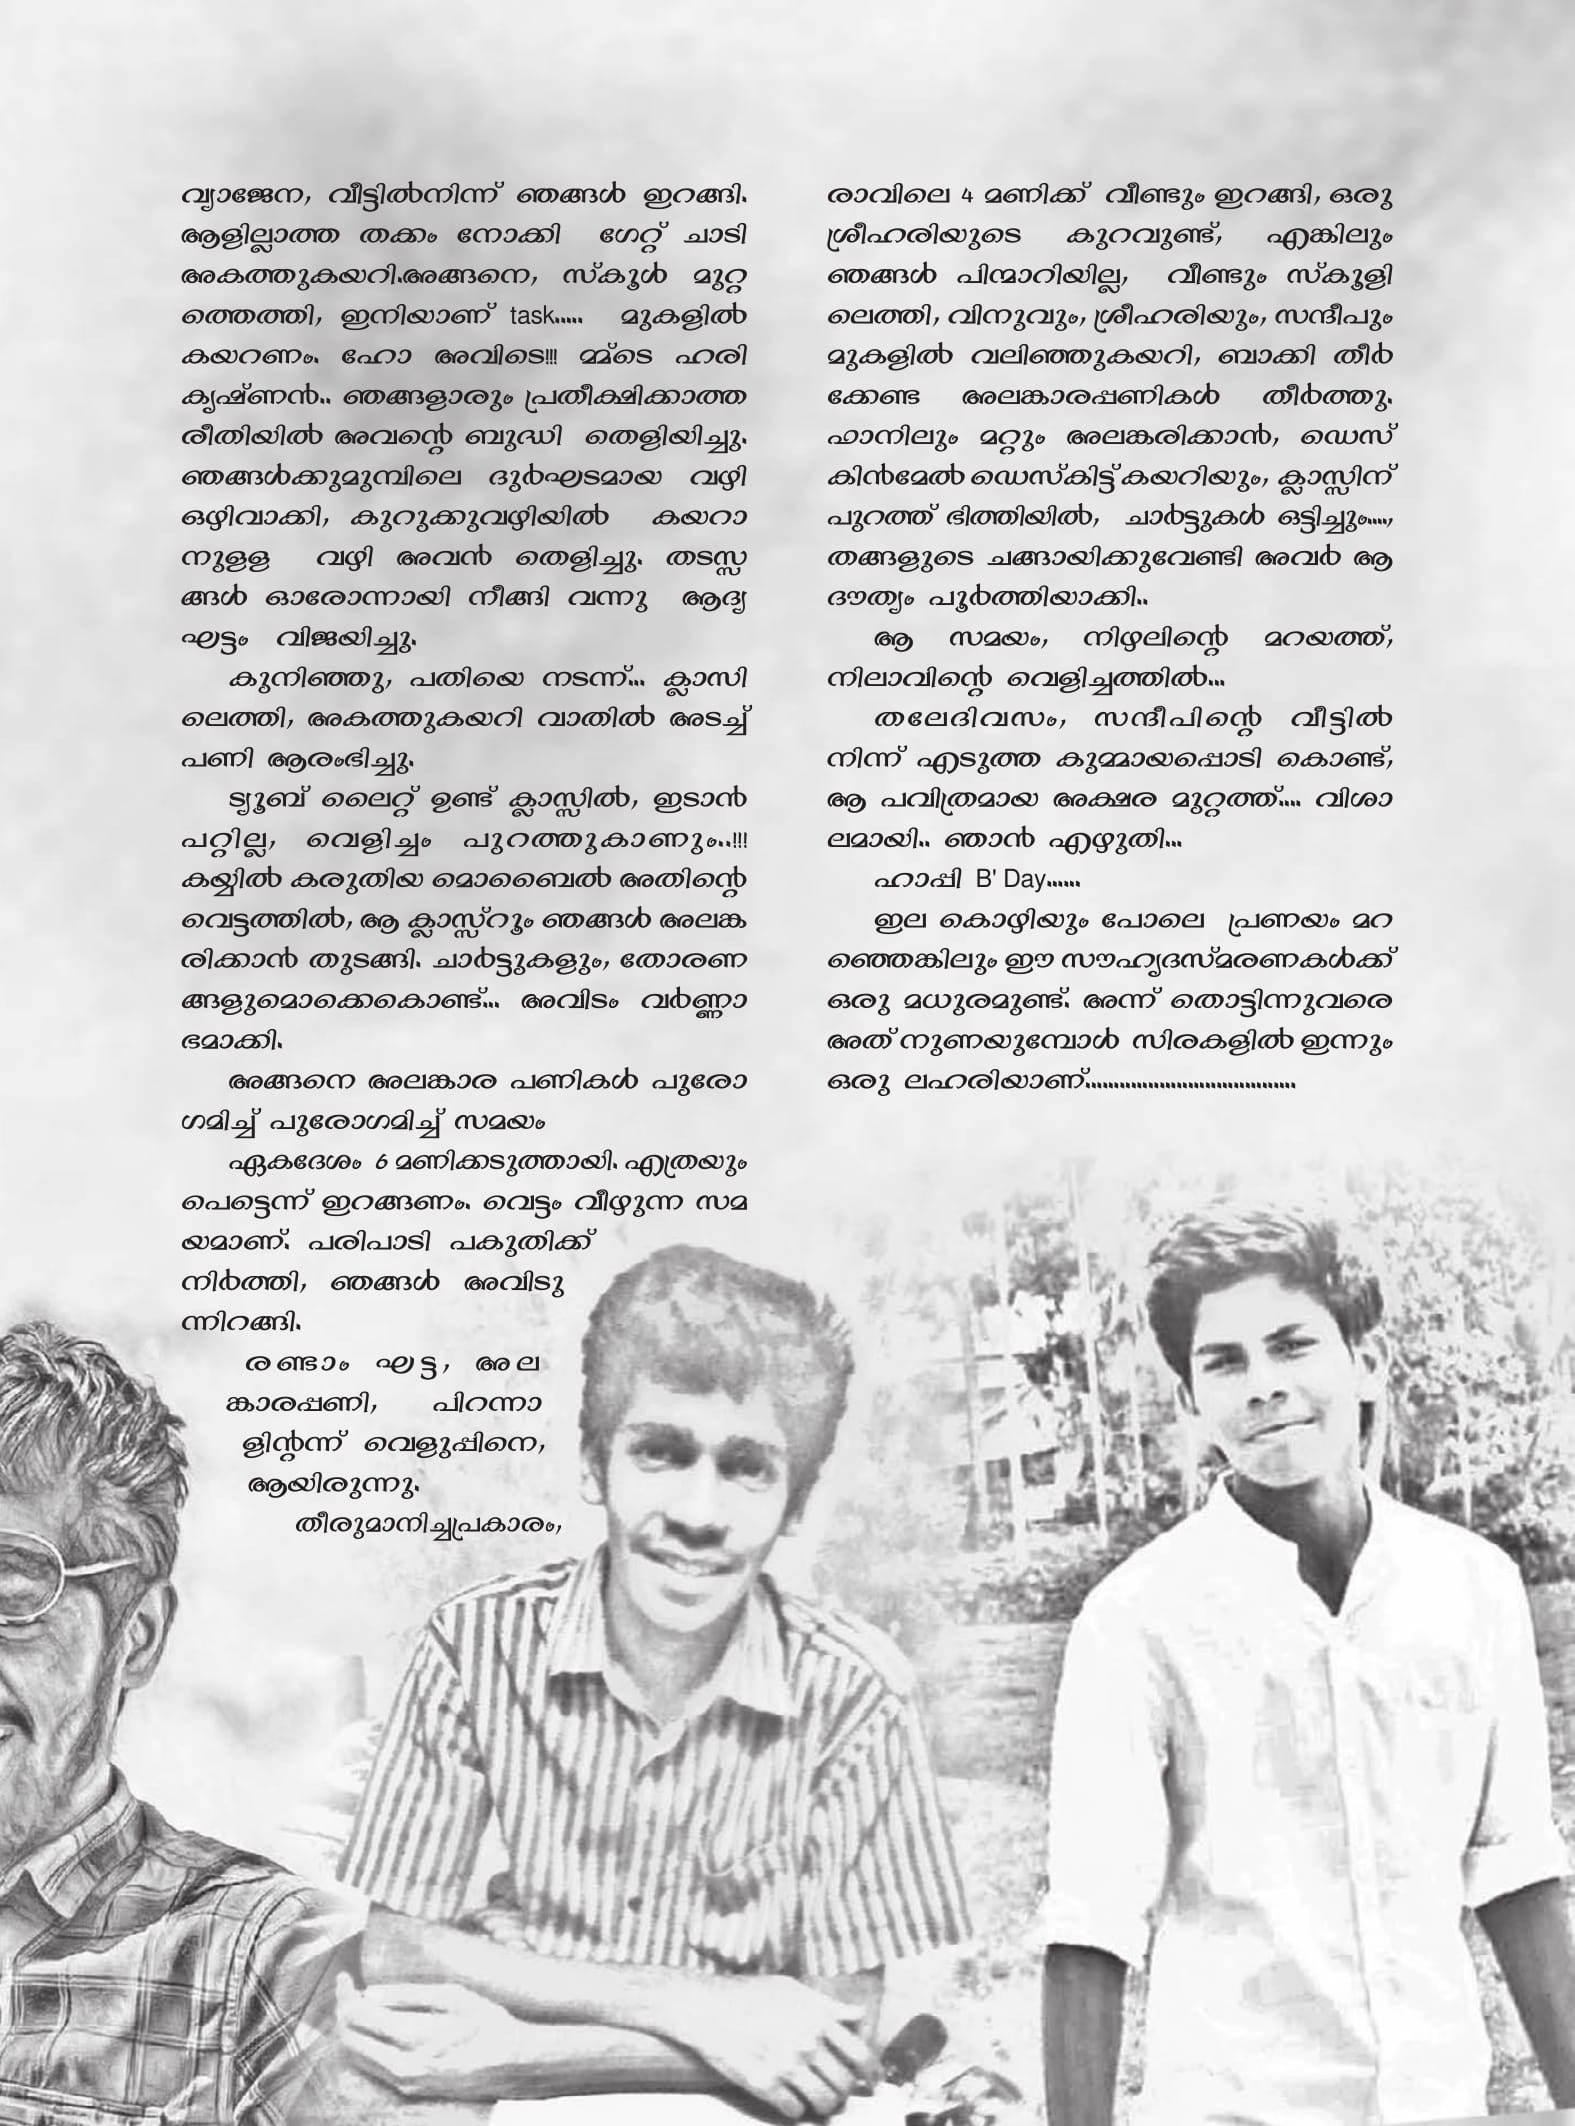 വ്യാജേന, വീട്ടിൽനിന്ന് ഞങ്ങൾ ഇറങ്ങി.
ആളില്ലാത്ത തക്കം നോക്കി ഗേറ്റ് ചാടി
അകത്തുകയറി.അങ്ങനെ, സ്കൂൾ മുറ്റ
ത്തെത്തി, ഇനിയാണ് task..... മുകളിൽ
കയറണം. ഹോ അവിടെ!!! മ്മ്ടെ ഹരി
കൃഷ്ണൻ.. ഞങ്ങളാരും പ്രതീക്ഷിക്കാത്ത
രീതിയിൽ അവന്റെ ബുദ്ധി തെളിയിച്ചു.
ഞങ്ങൾക്കുമുമ്പിലെ ദുർഘടമായ വഴി
ഒഴിവാക്കി, കുറുക്കുവഴിയിൽ കയറാ
നുളള വഴി അവൻ തെളിച്ചു. തടസ്സ
ങ്ങൾ ഓരോന്നായി നീങ്ങി വന്നു ആദ്യ
ഘട്ടം വിജയിച്ചു.
കുനിഞ്ഞു, പതിയെ നടന്ന്... ക്ലാസി
ലെത്തി, അകത്തുകയറി വാതിൽ അടച്ച്
പണി ആരംഭിച്ചു.
ട്യൂബ് ലൈറ്റ് ഉണ്ട് ക്ലാസ്സിൽ, ഇടാൻ
പറ്റില്ല, വെളിച്ചം പുറത്തുകാണും..!!!
കയ്യിൽ കരുതിയ മൊബൈൽ അതിന്റെ
വെട്ടത്തിൽ, ആ ക്ലാസ്സ്റൂം ഞങ്ങൾ അലങ്ക
രിക്കാൻ തുടങ്ങി. ചാർട്ടുകളും, തോരണ
ങ്ങളുമൊക്കെകൊണ്ട്... അവിടം വർണ്ണാ
ഭമാക്കി.
അങ്ങനെ അലങ്കാര പണികൾ പുരോ
ഗമിച്ച് പുരോഗമിച്ച് സമയം
ഏകദേശം 6 മണിക്കടുത്തായി. എത്രയും
പെട്ടെന്ന് ഇറങ്ങണം. വെട്ടം വീഴുന്ന സമ
യമാണ്. പരിപാടി പകുതിക്ക്
നിർത്തി, ഞങ്ങൾ അവിടു
ന്നിറങ്ങി.
രണ്ടാം ഘട്ട, അല
ങ്കാരപ്പണി, പിറന്നാ
ളിന്റന്ന് വെളുപ്പിനെ,
ആയിരുന്നു.
തീരുമാനിച്ചപ്രകാരം,
രാവിലെ 4 മണിക്ക് വീണ്ടും ഇറങ്ങി, ഒരു
ശ്രീഹരിയുടെ കുറവുണ്ട്, എങ്കിലും
ഞങ്ങൾ പിന്മാറിയില്ല, വീണ്ടും സ്കൂളി
ലെത്തി, വിനുവും, ശ്രീഹരിയും, സന്ദീപും
മുകളിൽ വലിഞ്ഞുകയറി, ബാക്കി തീർ
ക്കേണ്ട അലങ്കാരപ്പണികൾ തീർത്തു.
ഫാനിലും മറ്റും അലങ്കരിക്കാൻ, ഡെസ്
കിൻമേൽ ഡെസ്കിട്ട് കയറിയും, ക്ലാസ്സിന്
പുറത്ത് ഭിത്തിയിൽ, ചാർട്ടുകൾ ഒട്ടിച്ചും....,
തങ്ങളുടെ ചങ്ങായിക്കുവേണ്ടി അവർ ആ
ദൗത്യം പൂർത്തിയാക്കി..
ആ സമയം, നിഴലിന്റെ മറയത്ത്,
നിലാവിന്റെ വെളിച്ചത്തിൽ...
തലേദിവസം, സന്ദീപിന്റെ വീട്ടിൽ
നിന്ന് എടുത്ത കുമ്മായപ്പൊടി കൊണ്ട്,
ആ പവിത്രമായ അക്ഷര മുറ്റത്ത്.... വിശാ
ലമായി.. ഞാൻ എഴുതി...
ഹാപ്പി B' Day......
ഇല കൊഴിയും പോലെ പ്രണയം മറ
ഞ്ഞെങ്കിലും ഈ സൗഹൃദസ്മരണകൾക്ക്
ഒരു മധുരമുണ്ട്. അന്ന് തൊട്ടിന്നുവരെ
അത് നുണയുമ്പോൾ സിരകളിൽ ഇന്നും
ഒരു ലഹരിയാണ്.....................................